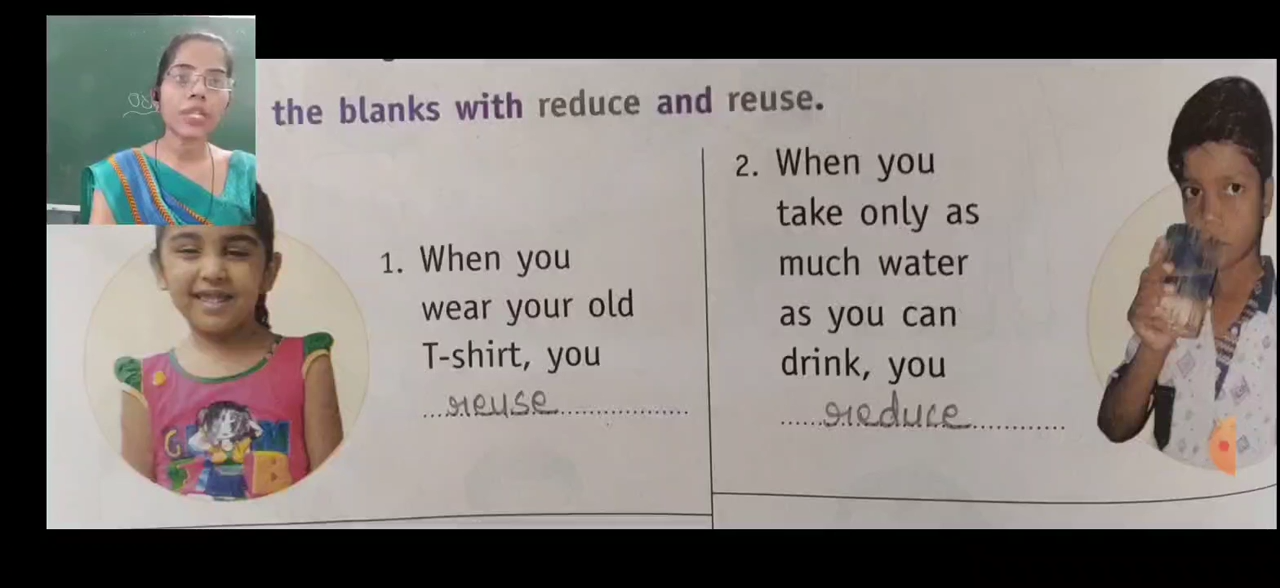 the blanks with reduce and reuse.
1. When you
wear your old
T-shirt, you
reuse
2. When you
take only as
much water
as you can
drink, you
reduce